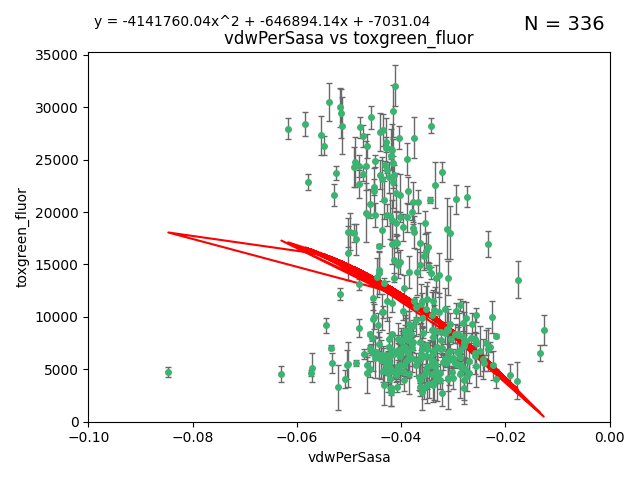 y = -4141760.04x^2 + -646894.14x + -7031.04
N = 336
vdwPerSasa vs toxgreen_fluor
35000
30000
25000
20000
15000
10000
5000
0
toxgreen_fluor
−0.10
−0.08
−0.06
−0.04
−0.02
0.00
vdwPerSasa